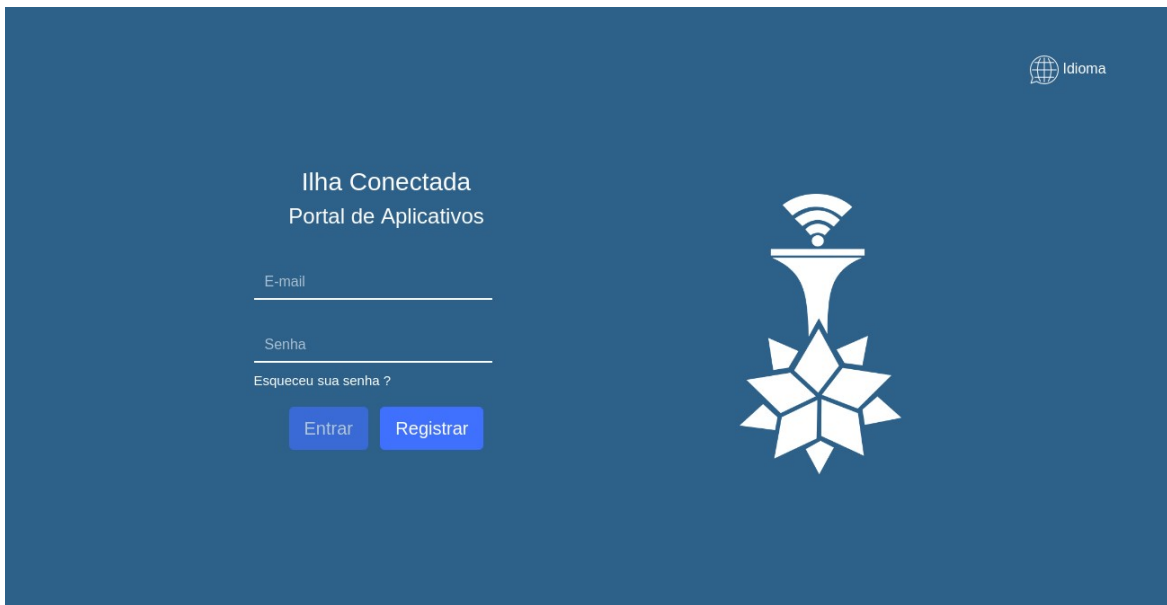 Idioma
Ilha Conectada
Portal de Aplicativos
E-mail
Senha
Esqueceu sua senha ?
Entrar
Registrar